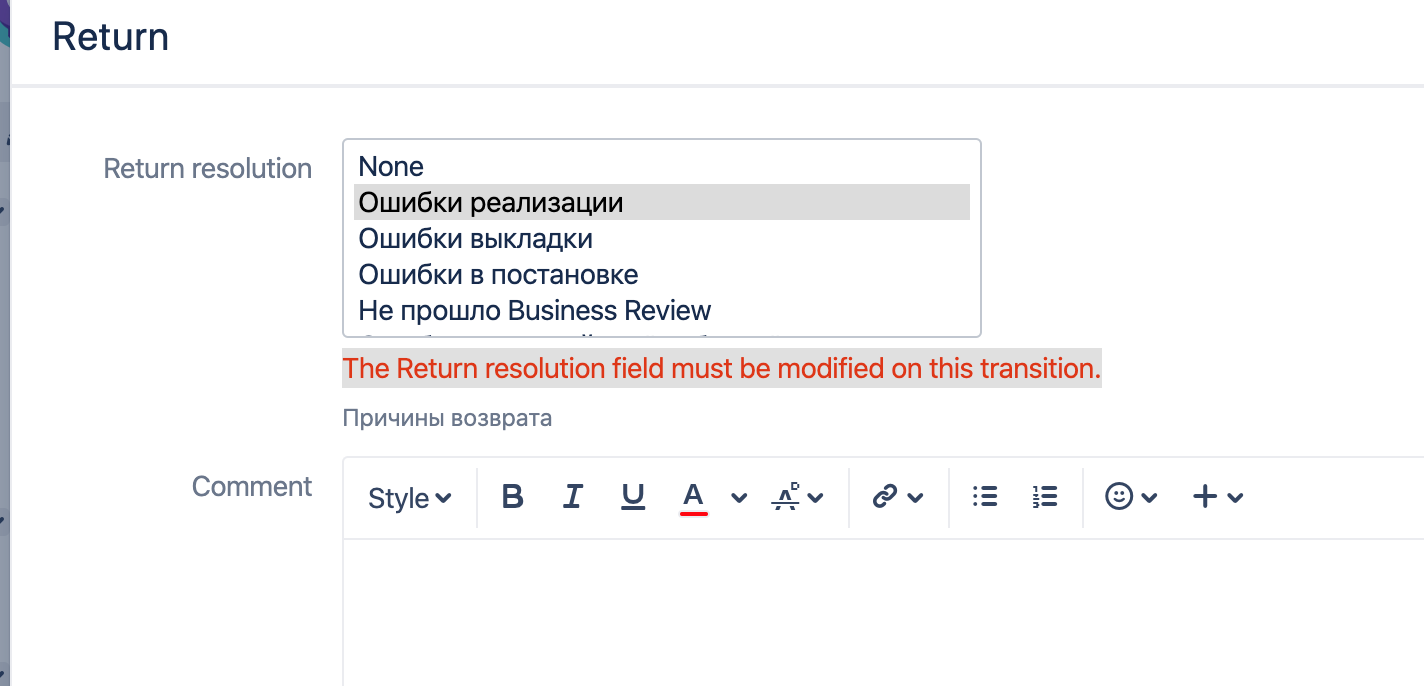 Return
Return resolution
None
Ошибки реализации
Ошибки выкладки
Ошибки в постановке
Не прошло Business Review
The Return resolution field must be modified on this transition.
Причины возврата
Comment
Style B I U A